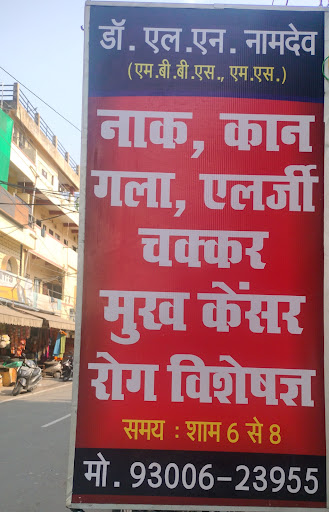 डॉ. एल.एन. नामदेव
(एम.बी.बी.एस., एम.एस.)
नाक, कान
गला, एलर्जी
चक्कर
मुख केंसर
रोग विशेषज्ञ
समय : शाम 6 से 8
मो. 93006-23955